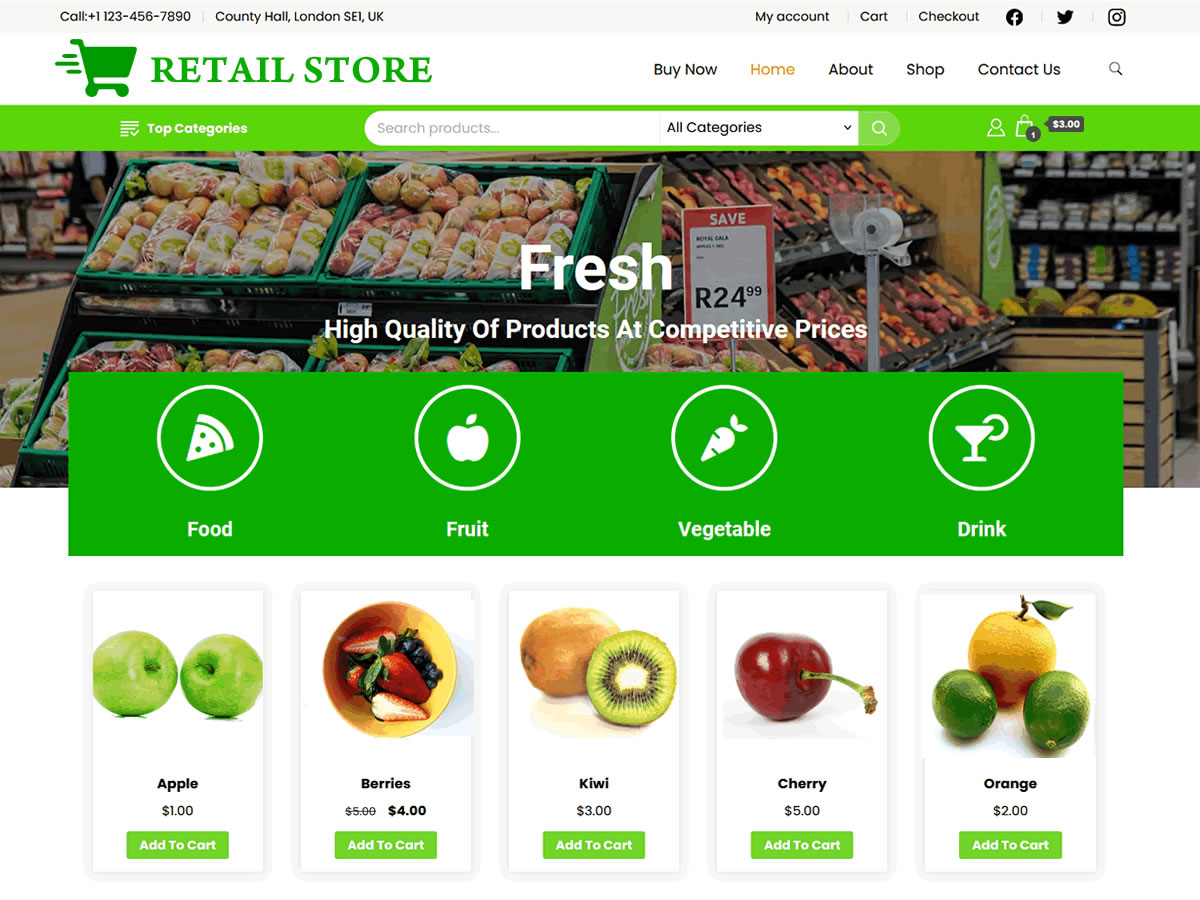 Call:+1 123-456-7890 County Hall, London SE1, UK My account Cart Checkout
RETAIL STORE Buy Now Home About Shop Contact Us
Top Categories Search products... All Categories 1 $3.00
SAVE
ROYAL GALA
R24⁹⁹
Fresh
High Quality Of Products At Competitive Prices
Food Fruit Vegetable Drink
Apple Berries Kiwi Cherry Orange
$1.00 $5.00 $4.00 $3.00 $5.00 $2.00
Add To Cart Add To Cart Add To Cart Add To Cart Add To Cart